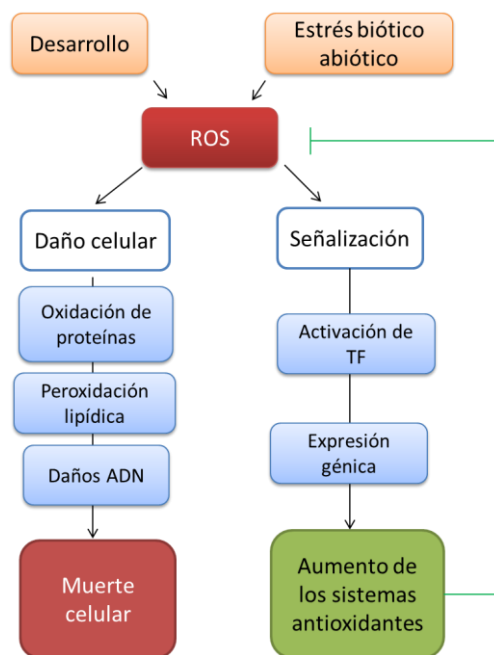 Desarrollo
Estrés biótico
abiótico
ROS
Daño celular
Señalización
Oxidación de
proteínas
Activación de
TF
Peroxidación
lipídica
Expresión
génica
Daños ADN
Muerte
celular
Aumento de
los sistemas
antioxidantes